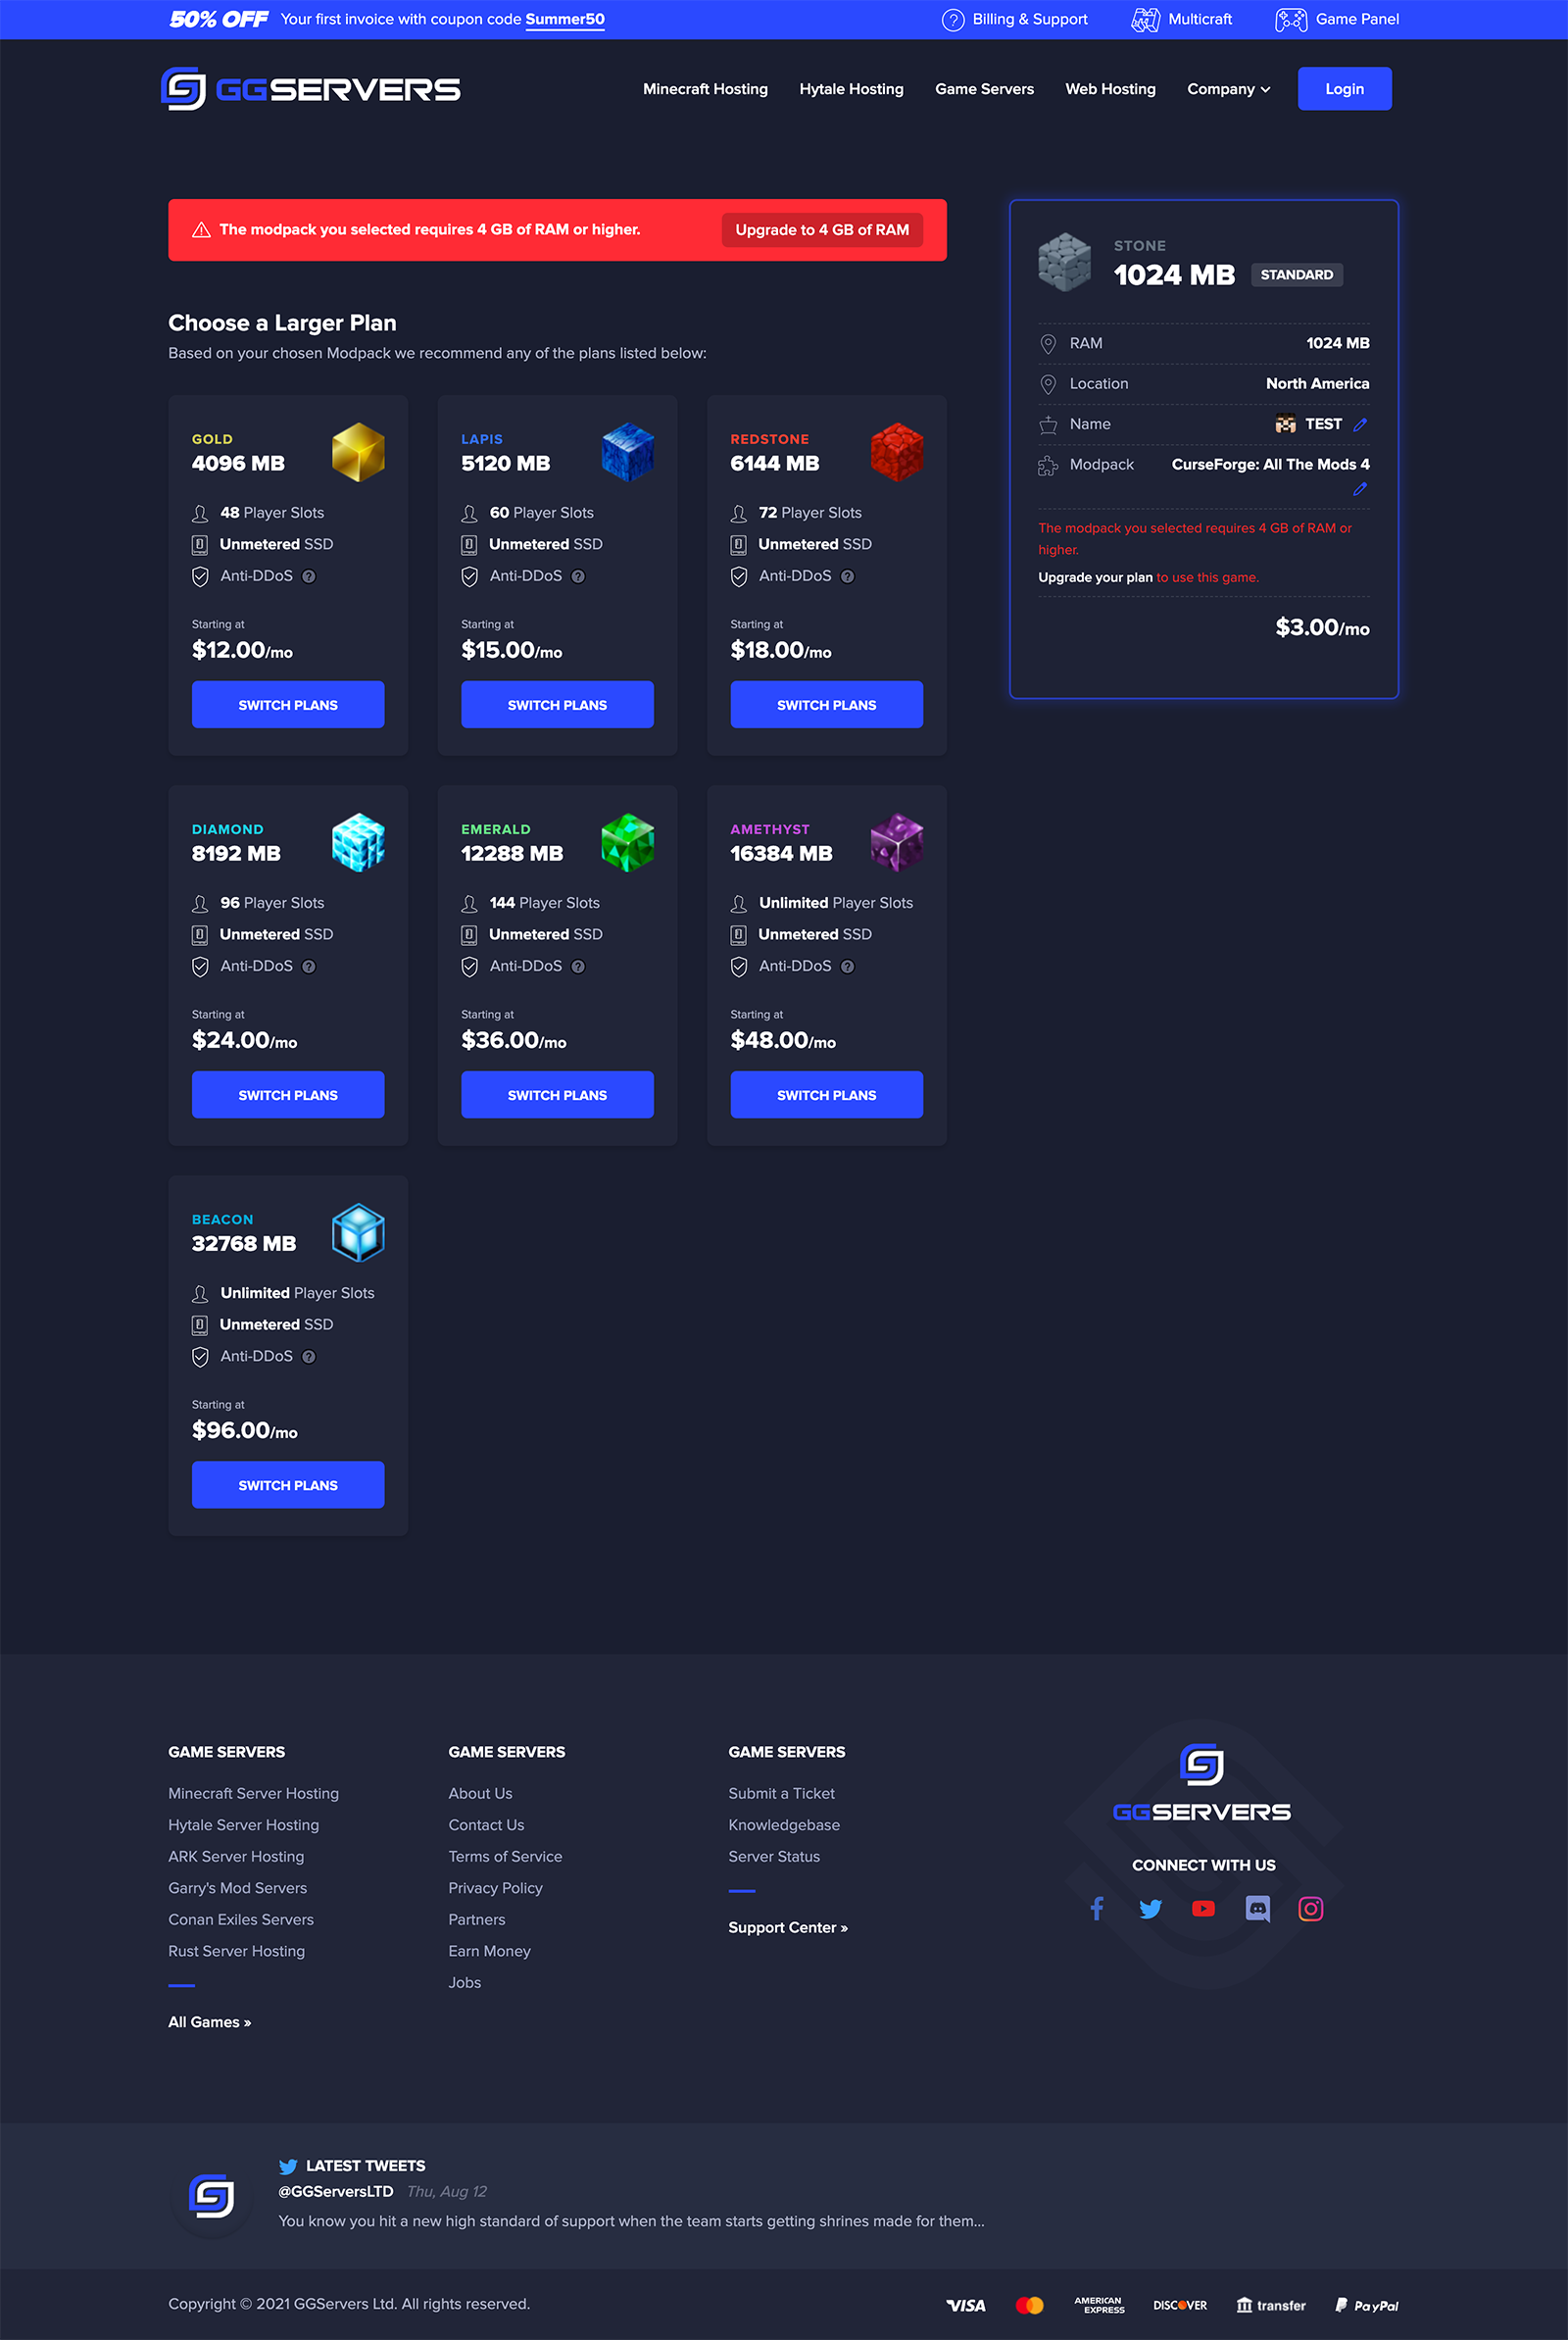 50% OFF Your first invoice with coupon code Summer50
Billing & Support
Multicraft
Game Panel
GGSERVERS
Minecraft Hosting
Hytale Hosting
Game Servers
Web Hosting
Company
Login
The modpack you selected requires 4 GB of RAM or higher.
Upgrade to 4 GB of RAM
Choose a Larger Plan
Based on your chosen Modpack we recommend any of the plans listed below:
GOLD
4096 MB
48 Player Slots
Unmetered SSD
Anti-DDoS ?
Starting at
$12.00/mo
SWITCH PLANS
LAPIS
5120 MB
60 Player Slots
Unmetered SSD
Anti-DDoS ?
Starting at
$15.00/mo
SWITCH PLANS
REDSTONE
6144 MB
72 Player Slots
Unmetered SSD
Anti-DDoS ?
Starting at
$18.00/mo
SWITCH PLANS
DIAMOND
8192 MB
96 Player Slots
Unmetered SSD
Anti-DDoS ?
Starting at
$24.00/mo
SWITCH PLANS
EMERALD
12288 MB
144 Player Slots
Unmetered SSD
Anti-DDoS ?
Starting at
$36.00/mo
SWITCH PLANS
AMETHYST
16384 MB
Unlimited Player Slots
Unmetered SSD
Anti-DDoS ?
Starting at
$48.00/mo
SWITCH PLANS
BEACON
32768 MB
Unlimited Player Slots
Unmetered SSD
Anti-DDoS ?
Starting at
$96.00/mo
SWITCH PLANS
STONE
1024 MB STANDARD
RAM 1024 MB
Location North America
Name TEST
Modpack CurseForge: All The Mods 4
The modpack you selected requires 4 GB of RAM or
higher.
Upgrade your plan to use this game.
$3.00/mo
GAME SERVERS
Minecraft Server Hosting
Hytale Server Hosting
ARK Server Hosting
Garry's Mod Servers
Conan Exiles Servers
Rust Server Hosting
All Games »
GAME SERVERS
About Us
Contact Us
Terms of Service
Privacy Policy
Partners
Earn Money
Jobs
GAME SERVERS
Submit a Ticket
Knowledgebase
Server Status
Support Center »
GGSERVERS
CONNECT WITH US
LATEST TWEETS
@GGServersLTD Thu, Aug 12
You know you hit a new high standard of support when the team starts getting shrines made for them...
Copyright © 2021 GGServers Ltd. All rights reserved.
VISA
AMERICAN
EXPRESS
DISCOVER
transfer
PayPal